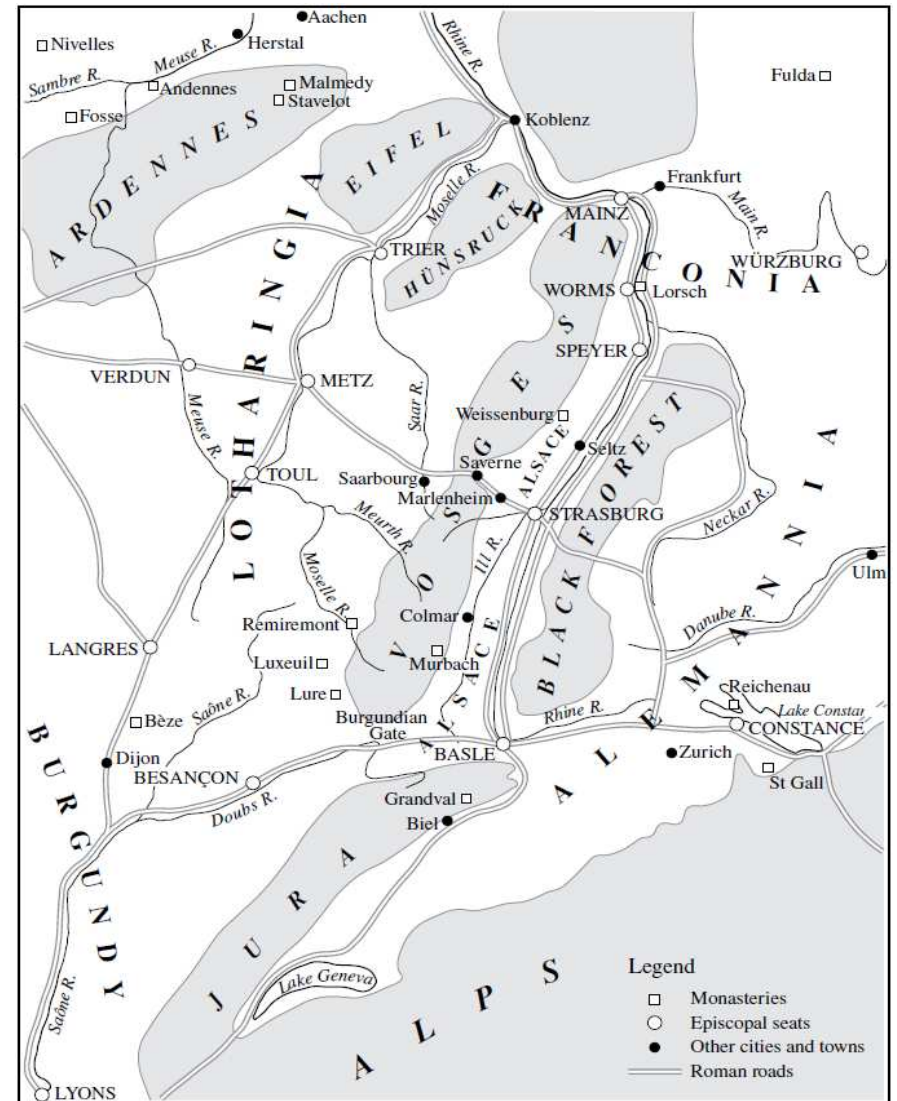 Aachen
Nivelles
Herstal
Rhine R.
Meuse R.
Sambre R.
Andennes
Malmedy
Stavelot
Fulda
Fosse
Koblenz
ARDENNES
EIFEL
Moselle R.
Frankfurt
MAINZ
Main R.
FRANCONIA
TRIER
HÜNSRUCK
WÜRZBURG
WORMS
Lorsch
LOTHARINGIA
SPEYER
VERDUN
METZ
Meuse R.
Saar R.
VOSGES
Weissenburg
ALSACE
Seltz
BLACK FOREST
TOUL
Saarbourg
Saverne
Marlenheim
STRASBURG
Neckar R.
Meurth R.
Ill R.
Moselle R.
Ulm
Remiremont
Colmar
Danube R.
LANGRES
Luxeuil
Murbach
ALSACE
ALEMANNIA
Lure
Saône R.
Reichenau
Bèze
Burgundian
Gate
Rhine R.
Lake Constan
CONSTANCE
BASLE
Dijon
BESANÇON
Zurich
St Gall
Doubs R.
Grandval
Biel
BURGUNDY
JURA
Lake Geneva
Saône R.
ALPS
LYONS
Legend
Monasteries
Episcopal seats
Other cities and towns
Roman roads